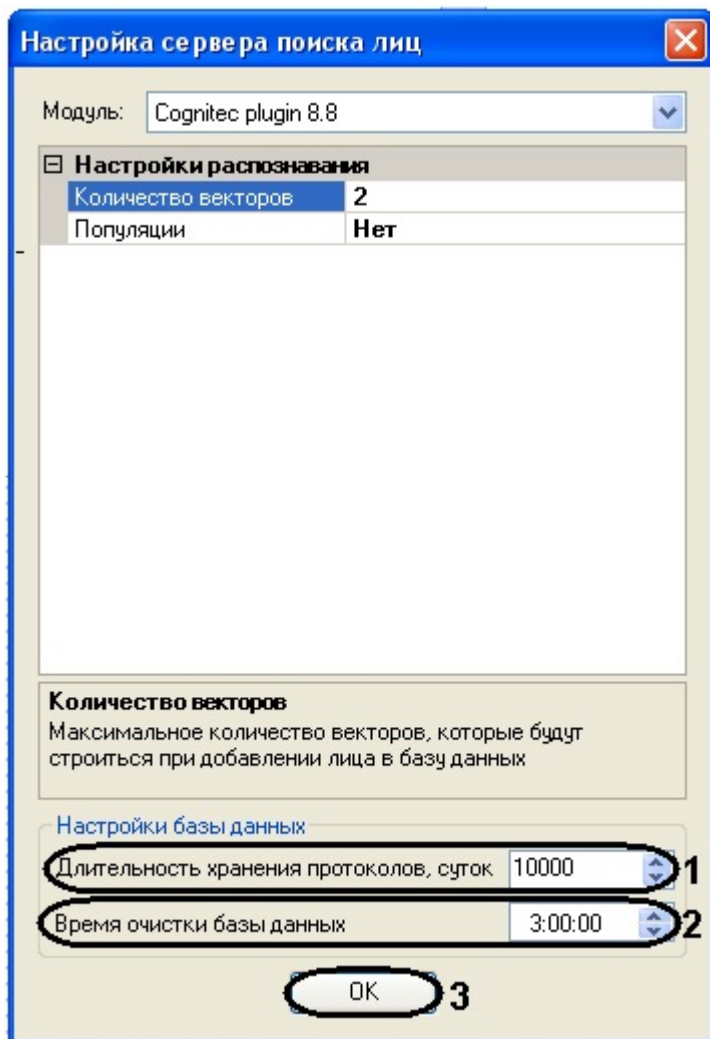 Настройка сервера поиска лиц
Модуль: Cognitec plugin 8.8
Настройки распознавания
Количество векторов 2
Популяции Нет
Количество векторов
Максимальное количество векторов, которые будут
строиться при добавлении лица в базу данных
Настройки базы данных
Длительность хранения протоколов, суток 10000 1
Время очистки базы данных 3:00:00 2
OK 3